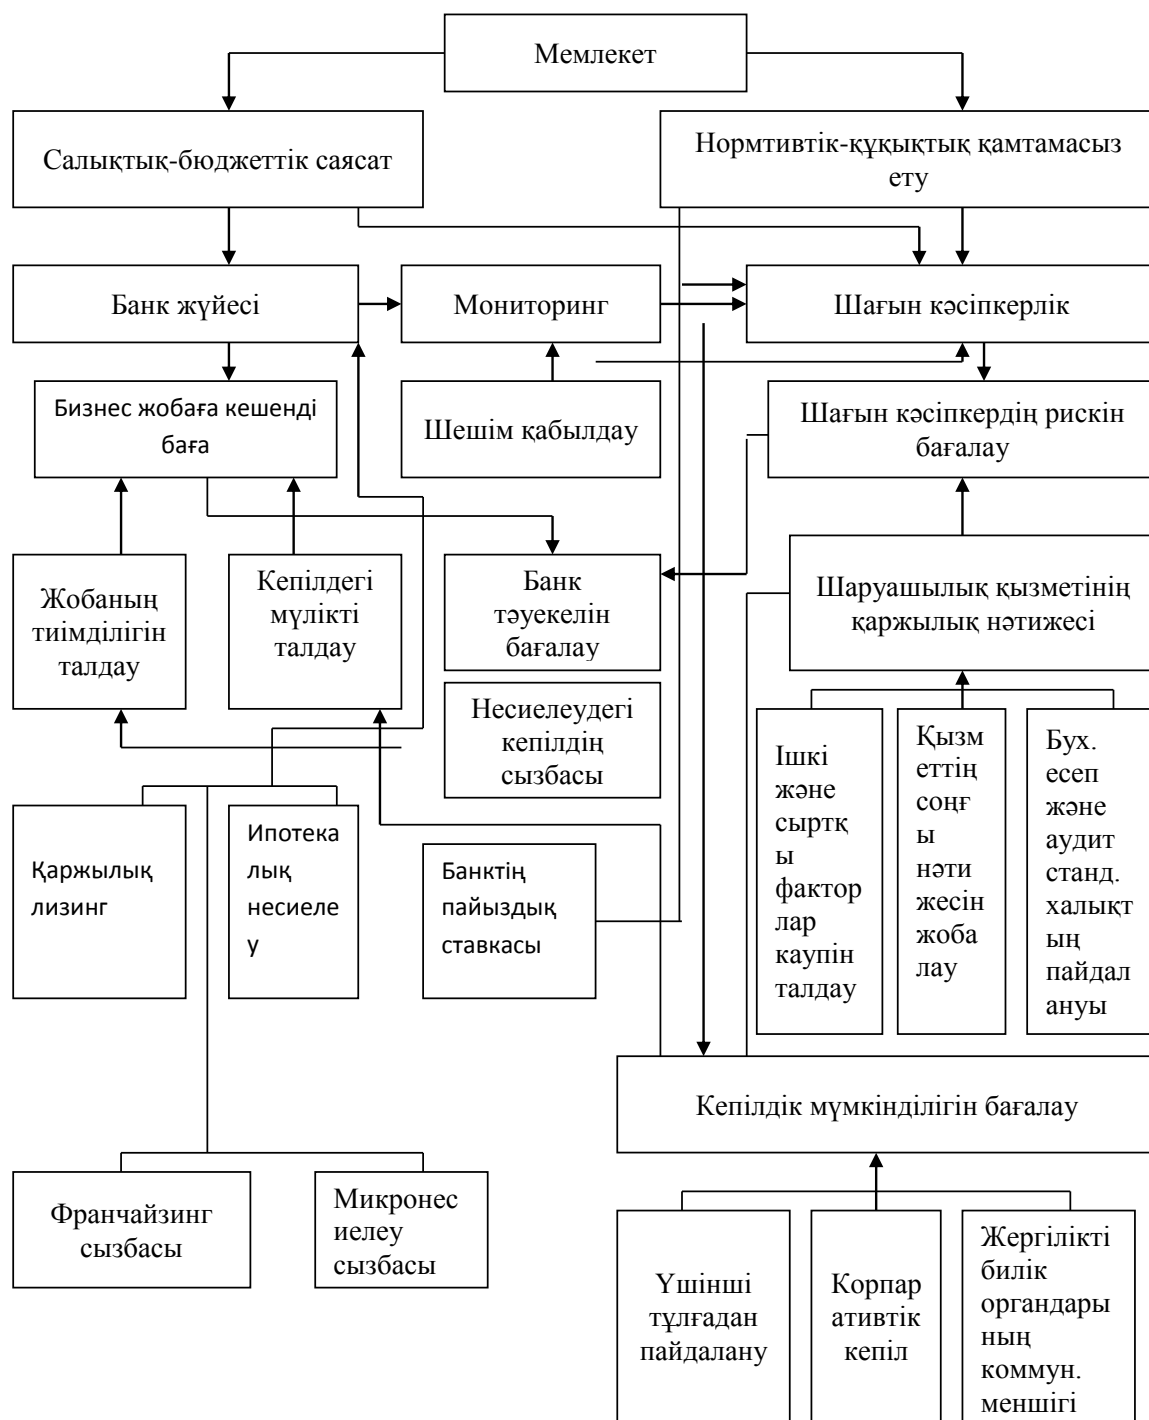 Мемлекет
Салықтық-бюджеттік саясат
Нормтивтік-құқықтық қамтамасыз
ету
Банк жүйесі
Мониторинг
Шағын кәсіпкерлік
Бизнес жобаға кешенді
баға
Шешім қабылдау
Шағын кәсіпкердің рискін
бағалау
Жобаның
тиімділігін
талдау
Кепілдегі
мүлікті
талдау
Банк
тәуекелін
бағалау
Шаруашылық қызметінің
қаржылық нәтижесі
Несиелеудегі
кепілдің
сызбасы
Ішкі
және
сыртқ
ы
фактор
лар
каупін
талдау
Қызм
еттің
соңғ
ы
нәти
жесін
жоба
лау
Бух.
есеп
және
аудит
станд.
халықт
ың
пайдал
ануы
Қаржылық
лизинг
Ипотека
лық
несиеле
у
Банктің
пайыздық
ставкасы
Кепілдік мүмкінділігін бағалау
Франчайзинг
сызбасы
Микронес
иелеу
сызбасы
Үшінші
тұлғадан
пайдалану
Корпар
ативтік
кепіл
Жергілікті
билік
органдары
ның
коммун.
меншігі